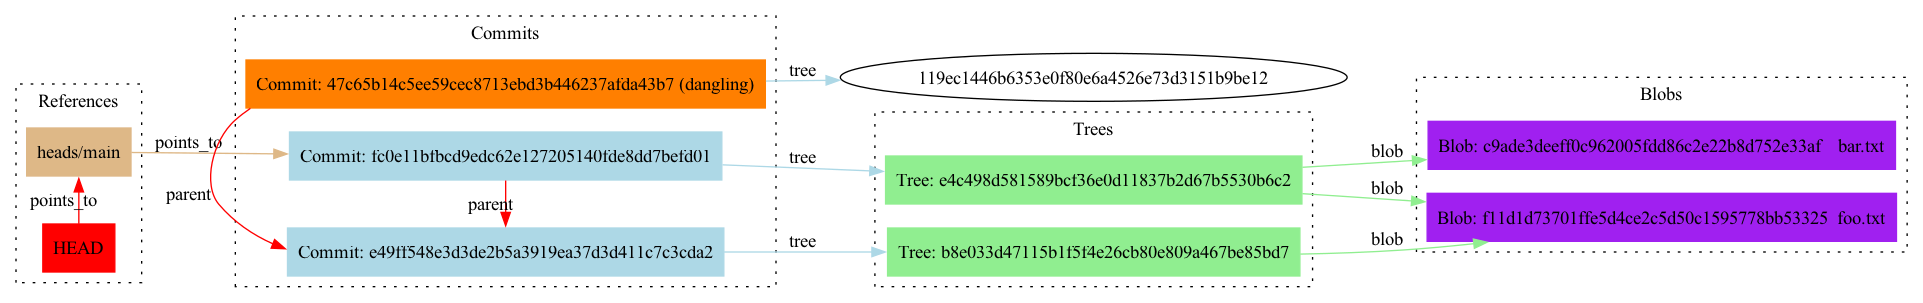 References
heads/main
points_to
HEAD
points_to
Commits
Commit: 47c65b14c5ee59cec8713ebd3b446237afda43b7 (dangling)
Commit: fc0e11bfbcd9edc62e127205140fde8dd7befd01
parent
parent
Commit: e49ff548e3d3de2b5a3919ea37d3d411c7c3cda2
tree
tree
tree
119ec1446b6353e0f80e6a4526e73d3151b9be12
Trees
Tree: e4c498d581589bcf36e0d11837b2d67b5530b6c2
Tree: b8e033d47115b1f5f4e26cb80e809a467be85bd7
blob
blob
blob
Blobs
Blob: c9ade3deeff0c962005fdd86c2e22b8d752e33af bar.txt
Blob: f11d1d73701ffe5d4ce2c5d50c1595778bb53325 foo.txt